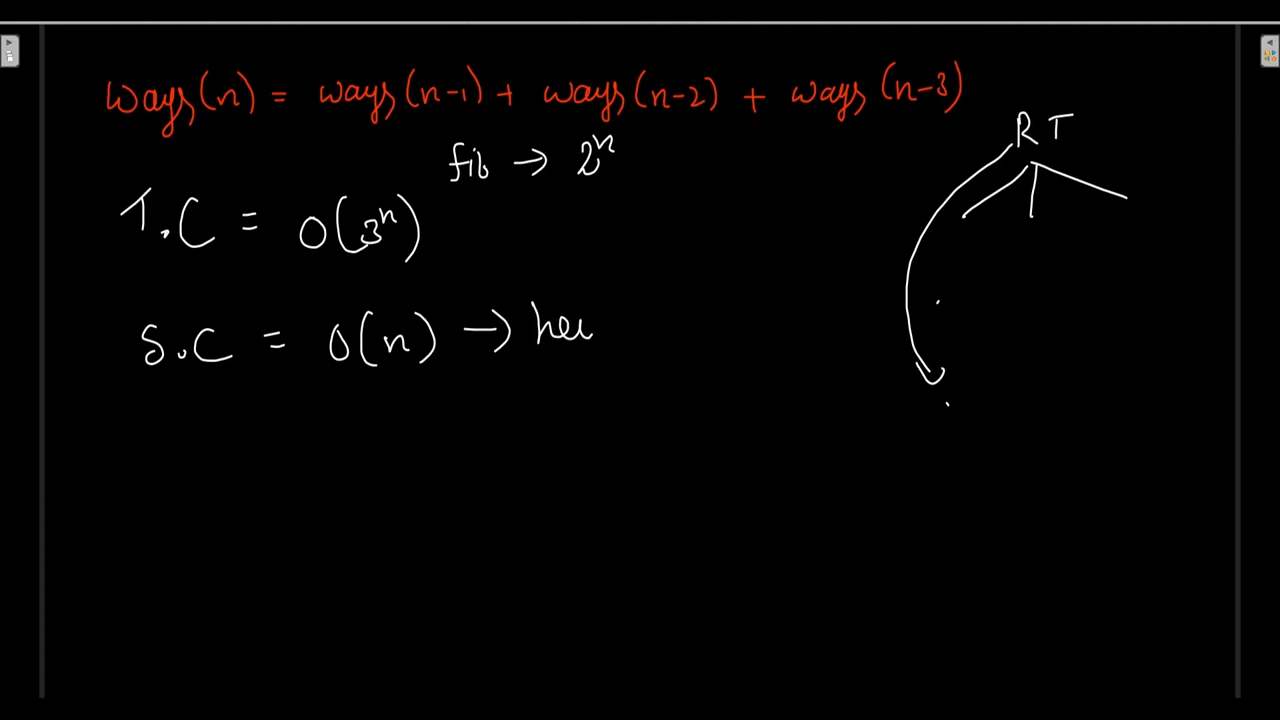 ways(n) = ways(n-1) + ways(n-2) + ways(n-3)
RT
fib → 2ⁿ
T.C = O(3ⁿ)
S.C = O(n) → hei